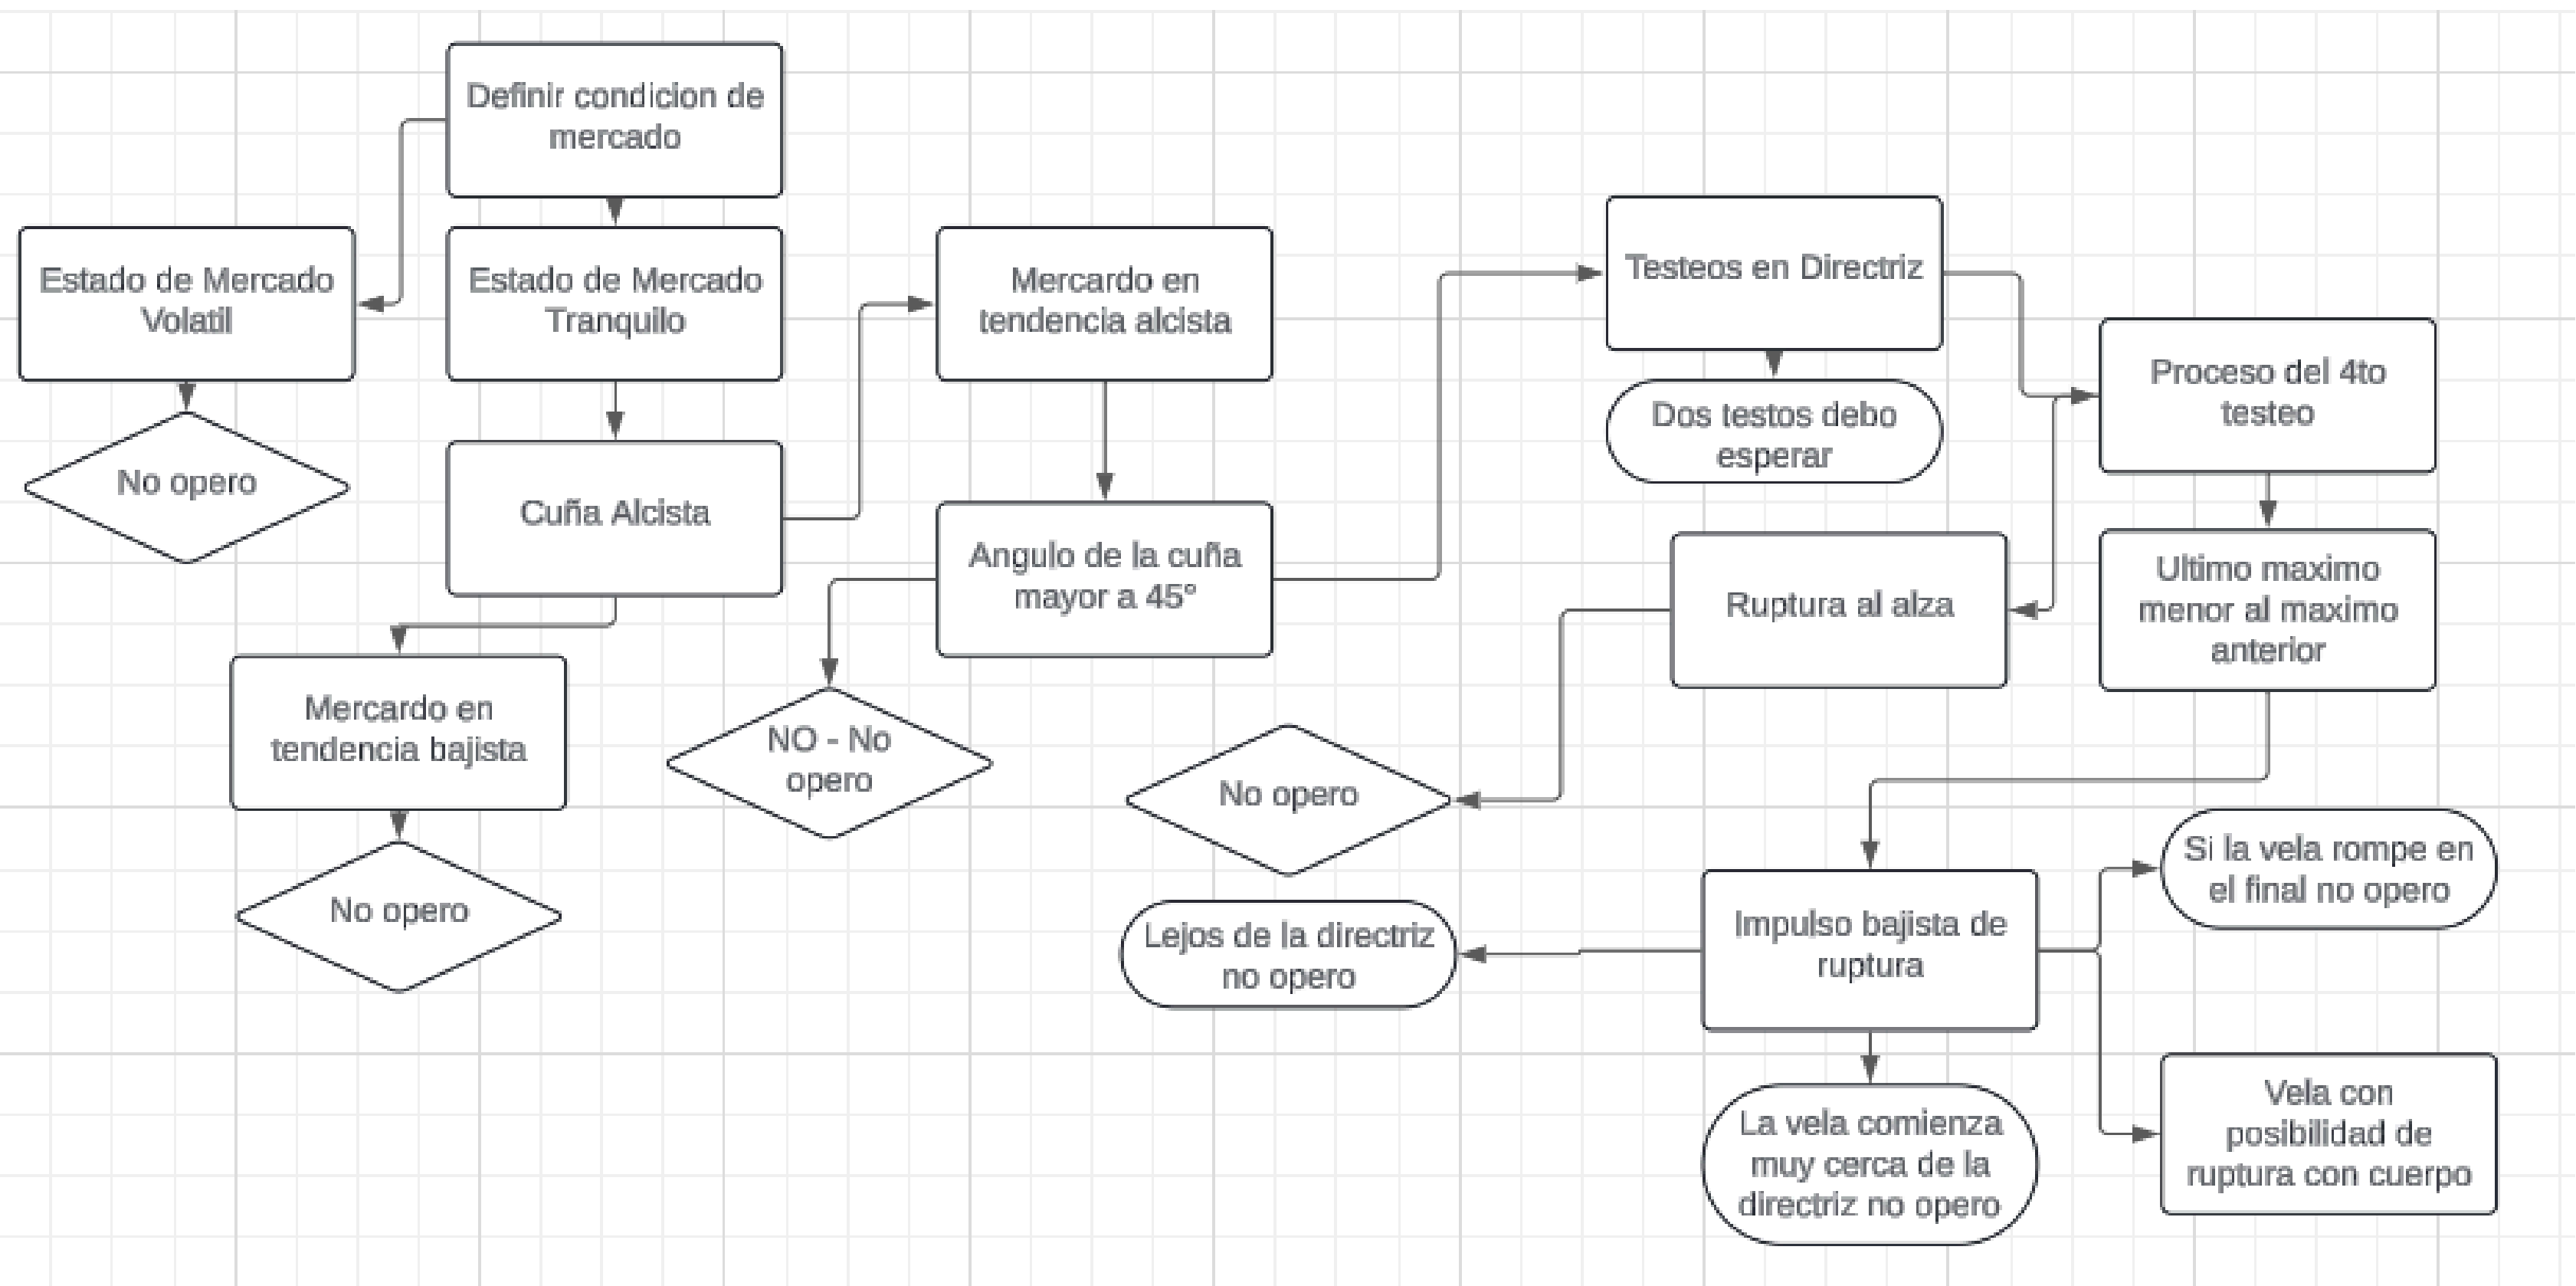 Definir condicion de
mercado
Estado de Mercado
Volatil
No opero
Estado de Mercado
Tranquilo
Cuña Alcista
Mercardo en
tendencia bajista
No opero
Mercardo en
tendencia alcista
Angulo de la cuña
mayor a 45°
NO - No
opero
Testeos en Directriz
Dos testos debo
esperar
Proceso del 4to
testeo
Ruptura al alza
No opero
Ultimo maximo
menor al maximo
anterior
Impulso bajista de
ruptura
Lejos de la directriz
no opero
La vela comienza
muy cerca de la
directriz no opero
Si la vela rompe en
el final no opero
Vela con
posibilidad de
ruptura con cuerpo